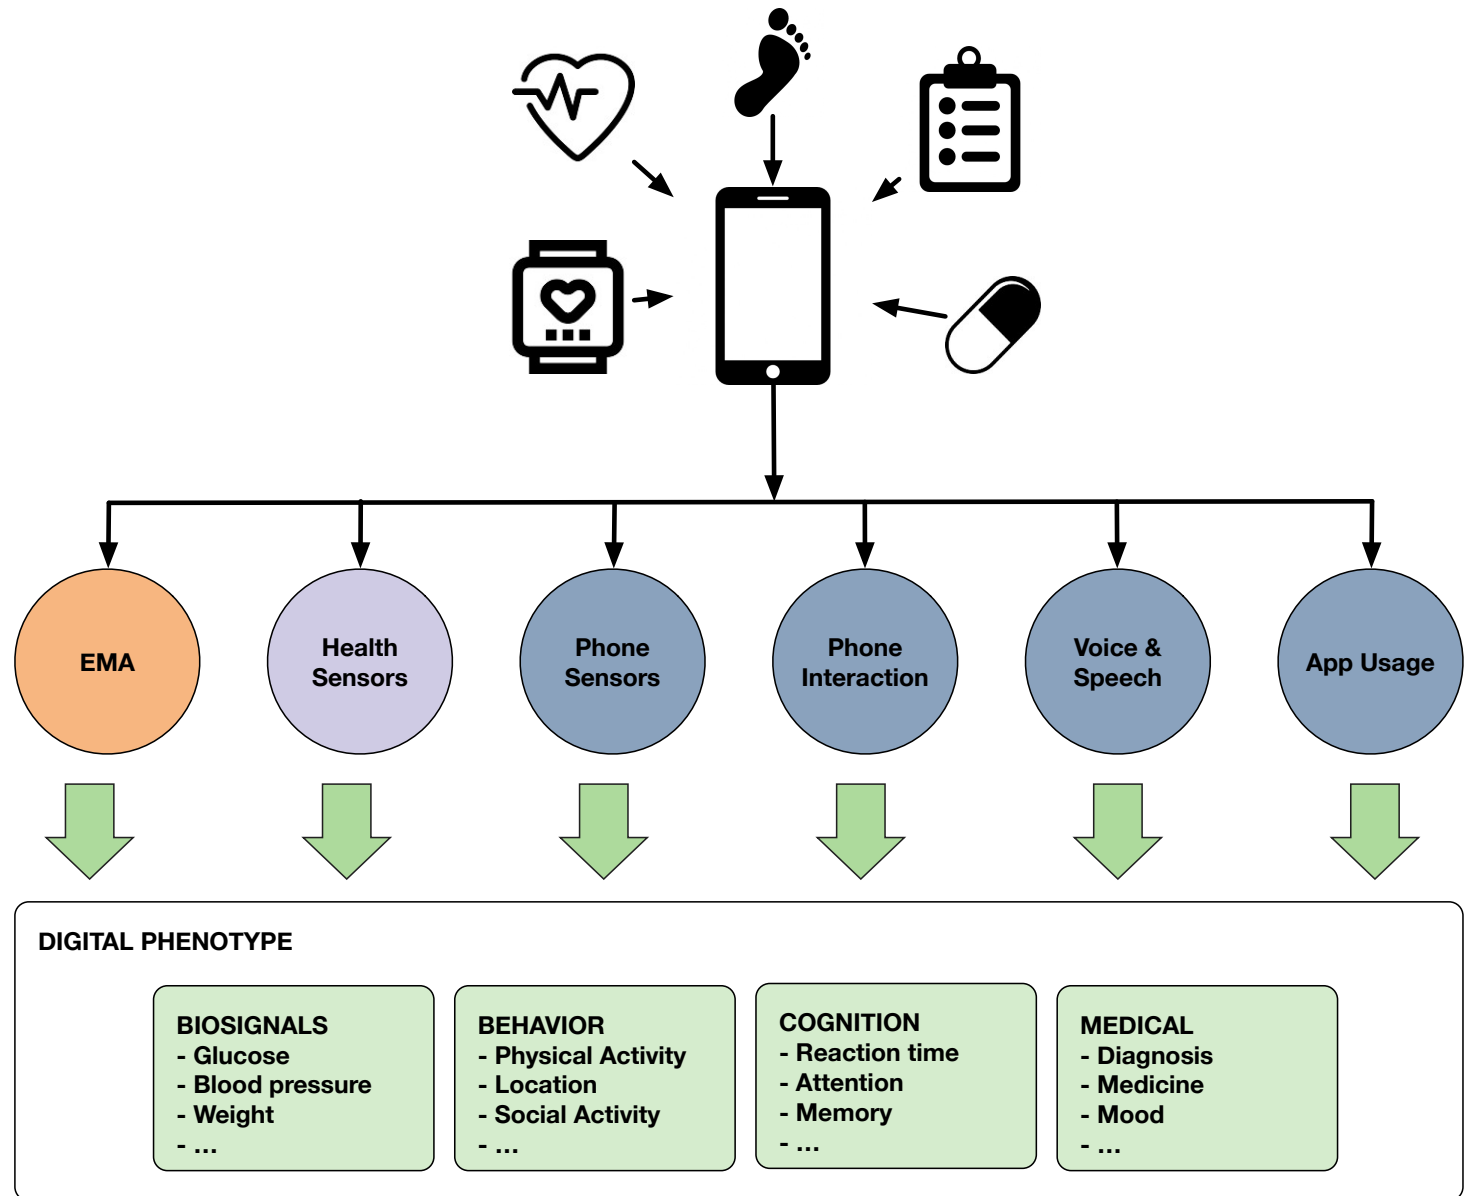 EMA
Health
Sensors
Phone
Sensors
Phone
Interaction
Voice &
Speech
App Usage
DIGITAL PHENOTYPE
BIOSIGNALS
- Glucose
- Blood pressure
- Weight
- ...
BEHAVIOR
- Physical Activity
- Location
- Social Activity
- ...
COGNITION
- Reaction time
- Attention
- Memory
- ...
MEDICAL
- Diagnosis
- Medicine
- Mood
- ...